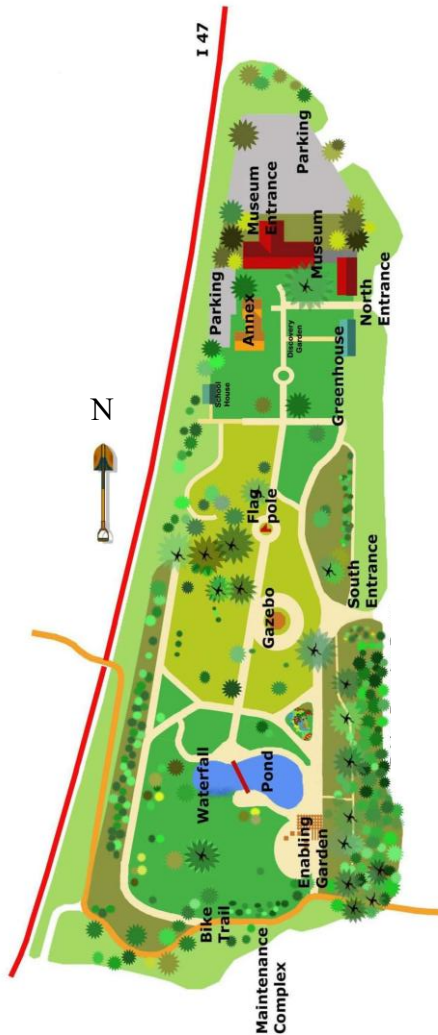 I 47
N
Parking
Museum
Entrance
Museum
Parking
Annex
North
Entrance
Discovery
Garden
Greenhouse
School
House
Flag
pole
Gazebo
South
Entrance
Waterfall
Pond
Enabling
Garden
Bike
Trail
Maintenance
Complex